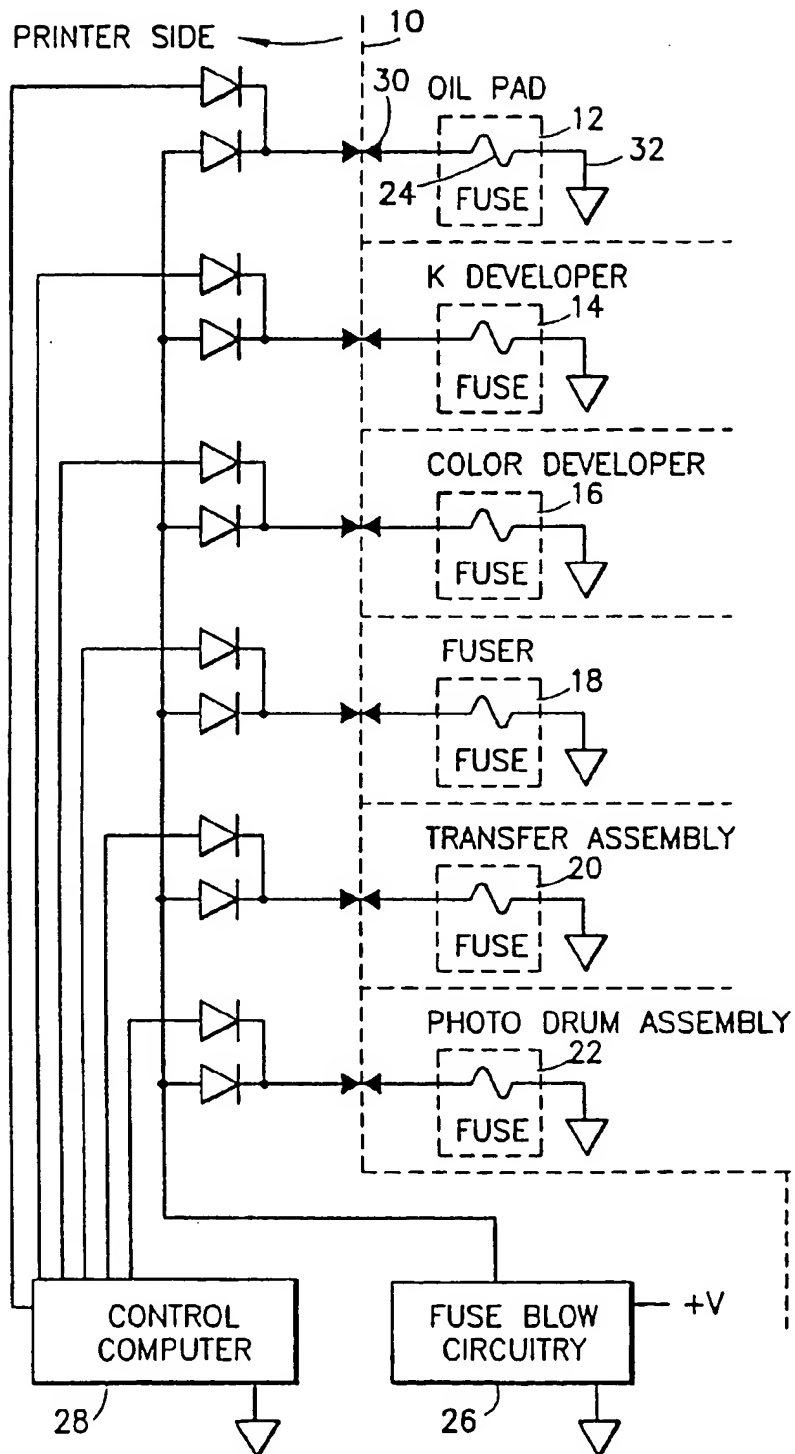 PRINTER SIDE
10
30
OIL PAD
12
32
24
FUSE
K DEVELOPER
14
FUSE
COLOR DEVELOPER
16
FUSE
FUSER
18
FUSE
TRANSFER ASSEMBLY
20
FUSE
PHOTO DRUM ASSEMBLY
22
FUSE
CONTROL
COMPUTER
28
FUSE BLOW
CIRCUITRY
26
+V